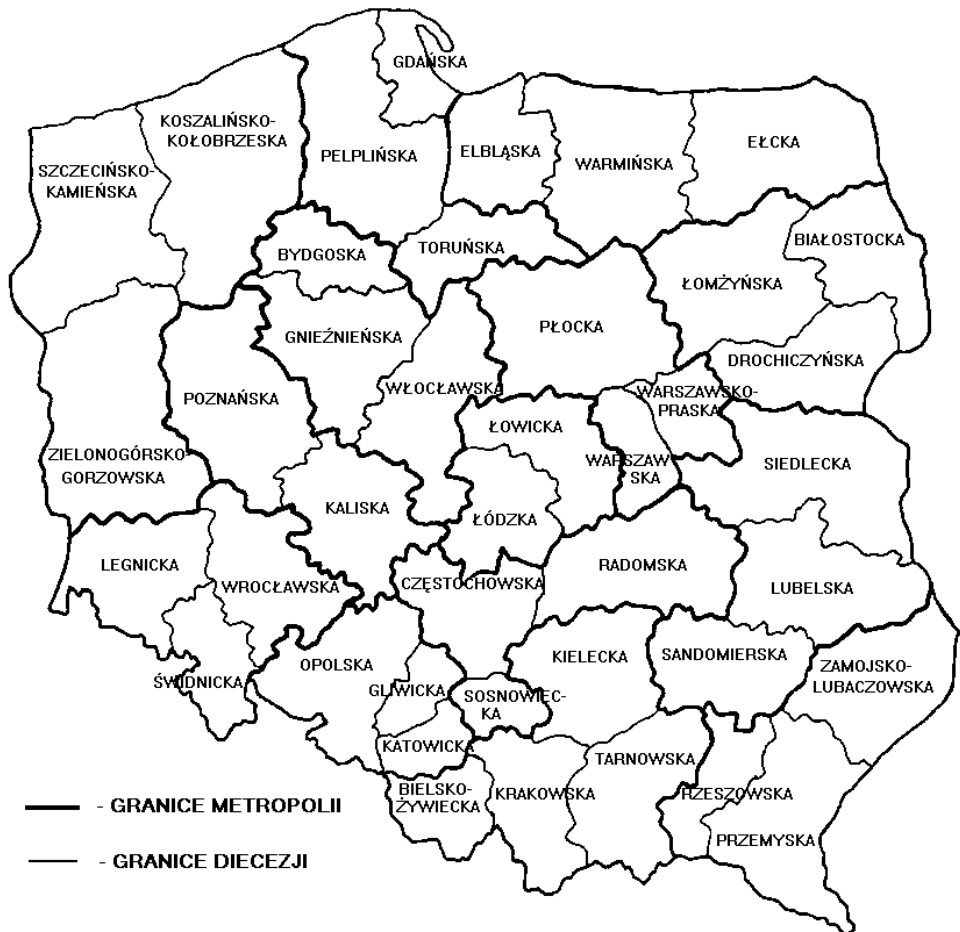 GDAŃSKA
KOSZALIŃSKO-
KOŁOBRZESKA
PELPLIŃSKA
ELBLĄSKA
WARMIŃSKA
EŁCKA
SZCZECIŃSKO-
KAMIEŃSKA
BYDGOSKA
TORUŃSKA
BIAŁOSTOCKA
ŁOMŻYŃSKA
GNIEŹNIEŃSKA
PŁOCKA
DROCHICZYŃSKA
POZNAŃSKA
WŁOCŁAWSKA
WARSZAWSKO-
PRASKA
ŁOWICKA
ZIELONOGÓRSKO-
GORZOWSKA
WARSZAW-
SKA
SIEDLECKA
KALISKA
ŁÓDZKA
LEGNICKA
WROCŁAWSKA
CZĘSTOCHOWSKA
RADOMSKA
LUBELSKA
ŚWIDNICKA
OPOLSKA
GLIWICKA
SOSNOWIEC-
KA
KIELECKA
SANDOMIERSKA
ZAMOJSKO-
LUBACZOWSKA
KATOWICKA
TARNOWSKA
BIELSKO-
ŻYWIECKA
KRAKOWSKA
RZESZOWSKA
PRZEMYSKA
- GRANICE METROPOLII
- GRANICE DIECEZJI